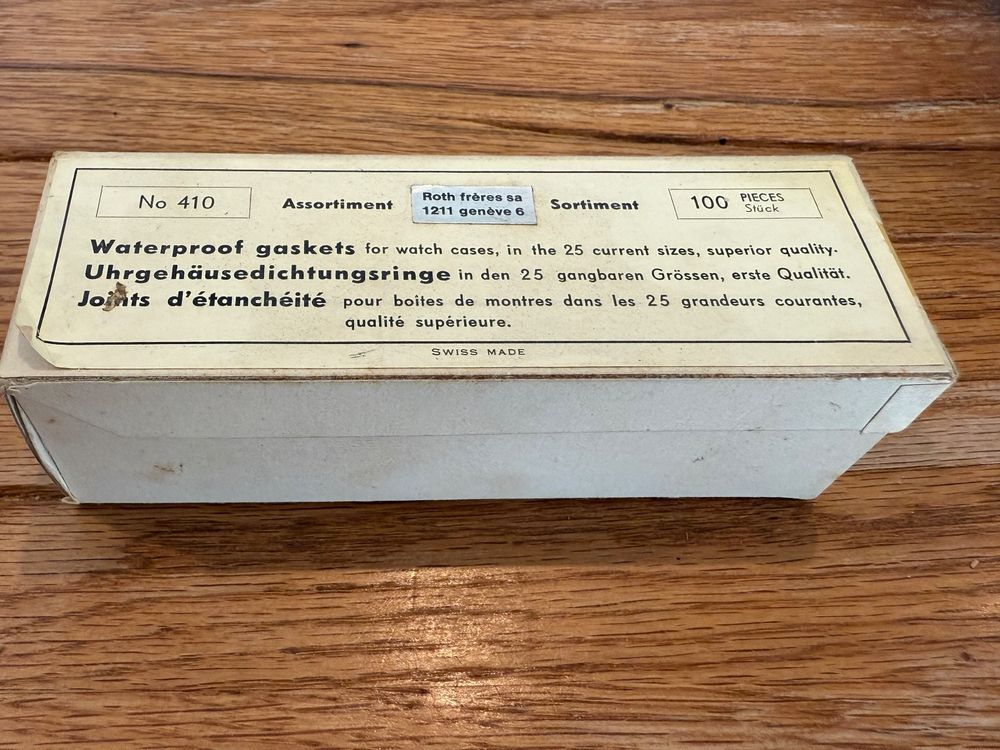 No 410 Assortiment Roth frères sa Sortiment 100 PIECES
1211 genève 6 Stück
Waterproof gaskets for watch cases, in the 25 current sizes, superior quality.
Uhrgehäusedichtungsringe in den 25 gangbaren Grössen, erste Qualität.
Joints d'étanchéité pour boîtes de montres dans les 25 grandeurs courantes,
qualité supérieure.
SWISS MADE